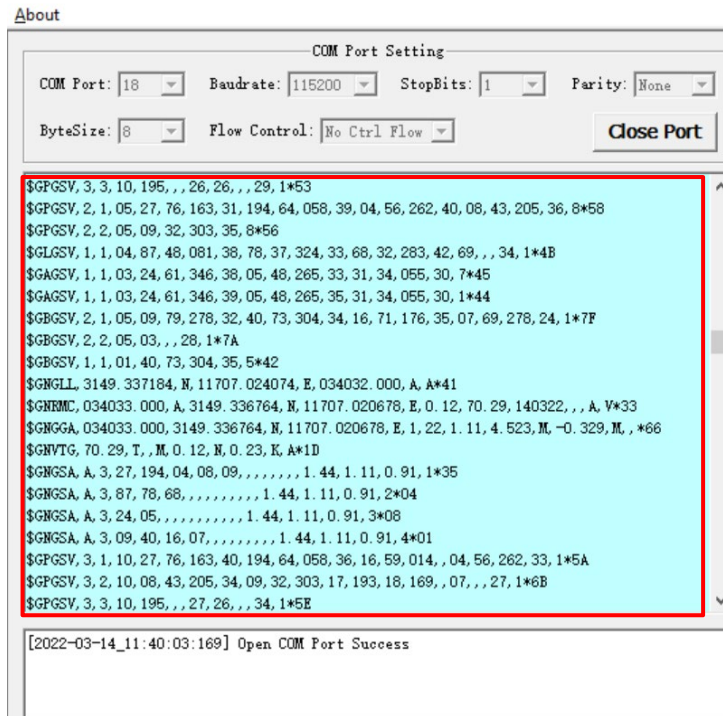 About
COM Port Setting
COM Port: 18 Baudrate: 115200 StopBits: 1 Parity: None
ByteSize: 8 Flow Control: No Ctrl Flow Close Port
$GPGSV,3,3,10,195,,,26,26,,,29,1*53
$GPGSV,2,1,05,27,76,163,31,194,64,058,39,04,56,262,40,08,43,205,36,8*58
$GPGSV,2,2,05,09,32,303,35,8*56
$GLGSV,1,1,04,87,48,081,38,78,37,324,33,68,32,283,42,69,,,34,1*4B
$GAGSV,1,1,03,24,61,346,38,05,48,265,33,31,34,055,30,7*45
$GAGSV,1,1,03,24,61,346,39,05,48,265,35,31,34,055,30,1*44
$GBGSV,2,1,05,09,79,278,32,40,73,304,34,16,71,176,35,07,69,278,24,1*7F
$GBGSV,2,2,05,03,,,28,1*7A
$GBGSV,1,1,01,40,73,304,35,5*42
$GNGLL,3149.337184,N,11707.024074,E,034032.000,A,A*41
$GNRMC,034033.000,A,3149.336764,N,11707.020678,E,0.12,70.29,140322,,,A,V*33
$GNGGA,034033.000,3149.336764,N,11707.020678,E,1,22,1.11,4.523,M,-0.329,M,,*66
$GNVTG,70.29,T,,M,0.12,N,0.23,K,A*1D
$GNGSA,A,3,27,194,04,08,09,,,,,,,,1.44,1.11,0.91,1*35
$GNGSA,A,3,87,78,68,,,,,,,,,,1.44,1.11,0.91,2*04
$GNGSA,A,3,24,05,,,,,,,,,,,1.44,1.11,0.91,3*08
$GNGSA,A,3,09,40,16,07,,,,,,,,,1.44,1.11,0.91,4*01
$GPGSV,3,1,10,27,76,163,40,194,64,058,36,16,59,014,,04,56,262,33,1*5A
$GPGSV,3,2,10,08,43,205,34,09,32,303,17,193,18,169,,07,,,27,1*6B
$GPGSV,3,3,10,195,,,27,26,,,34,1*5E
[2022-03-14_11:40:03:169] Open COM Port Success